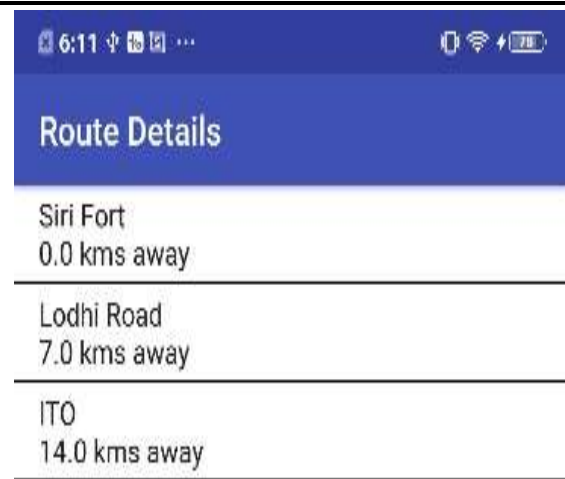 6:11
78
Route Details
Siri Fort
0.0 kms away
Lodhi Road
7.0 kms away
ITO
14.0 kms away